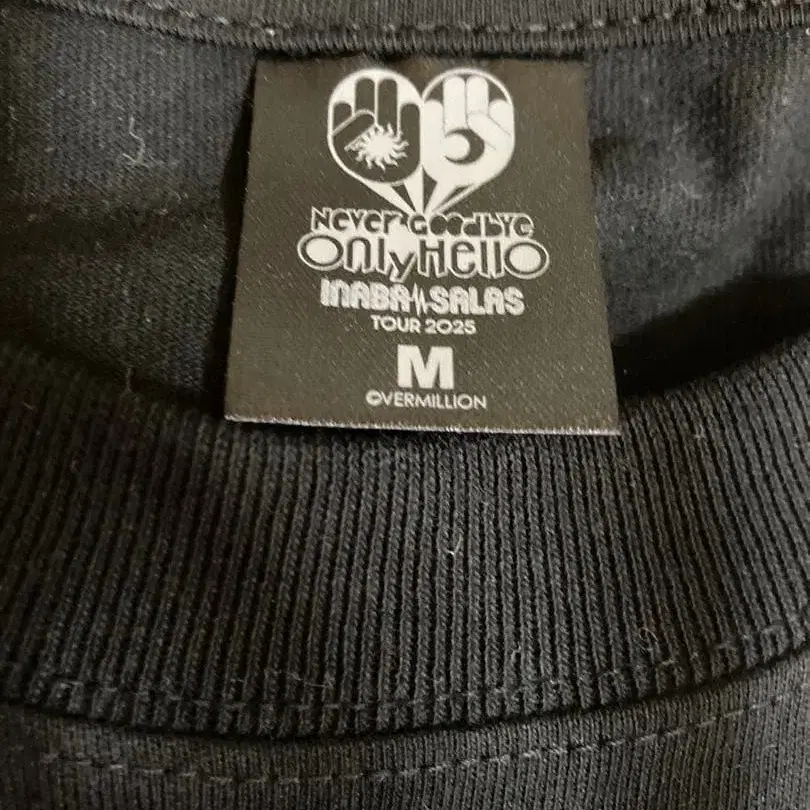 Never Goodbye
Only Hello
INABA SALAS
TOUR 2025
M
©VERMILLION